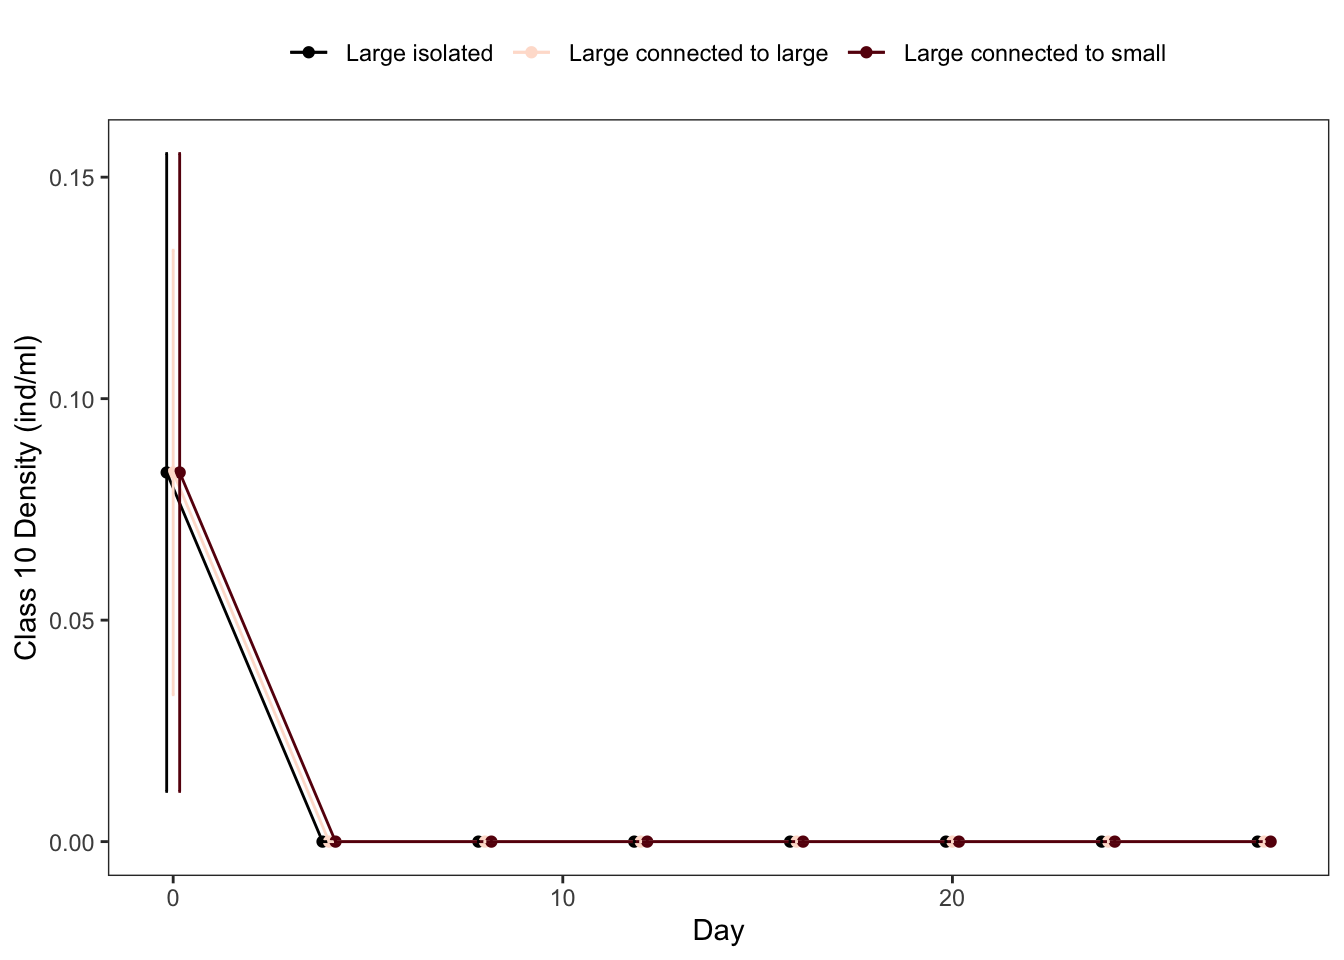 Large isolated Large connected to large Large connected to small
Class 10 Density (ind/ml)
0.15
0.10
0.05
0.00
0 10 20
Day